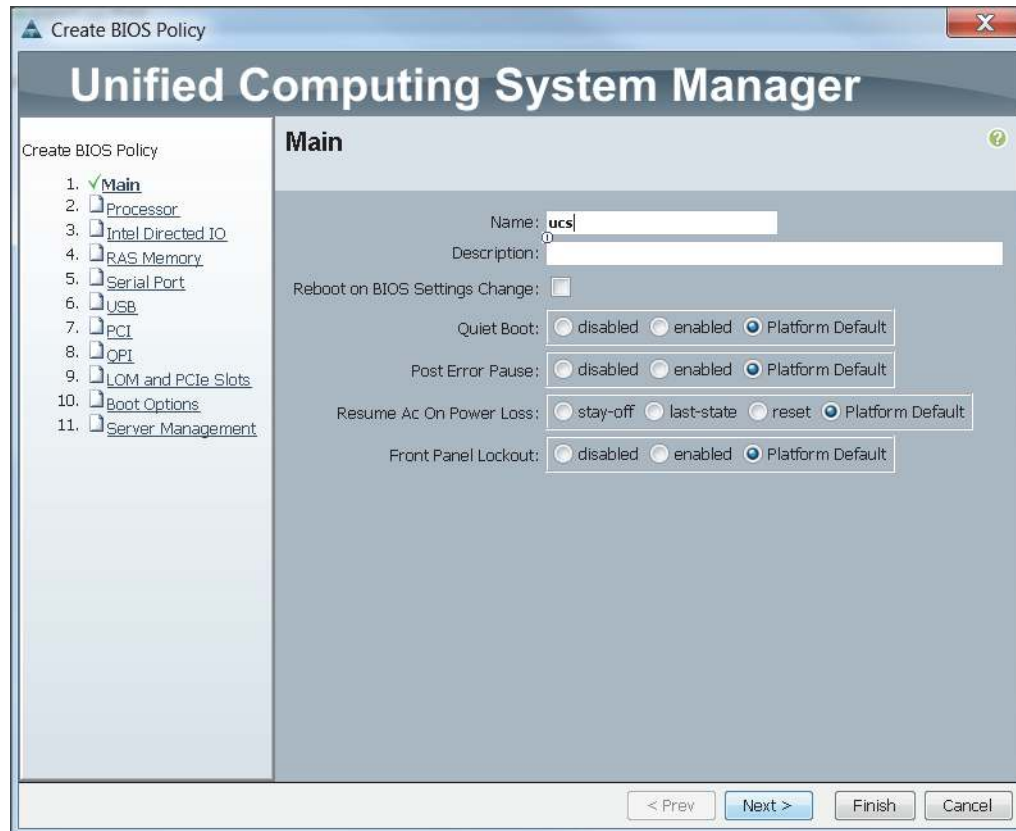 Create BIOS Policy
Unified Computing System Manager
Create BIOS Policy
1. Main
2. Processor
3. Intel Directed IO
4. RAS Memory
5. Serial Port
6. USB
7. PCI
8. QPI
9. LOM and PCIe Slots
10. Boot Options
11. Server Management
Main
Name: ucs
Description:
Reboot on BIOS Settings Change:
Quiet Boot: disabled enabled Platform Default
Post Error Pause: disabled enabled Platform Default
Resume Ac On Power Loss: stay-off last-state reset Platform Default
Front Panel Lockout: disabled enabled Platform Default
< Prev Next > Finish Cancel